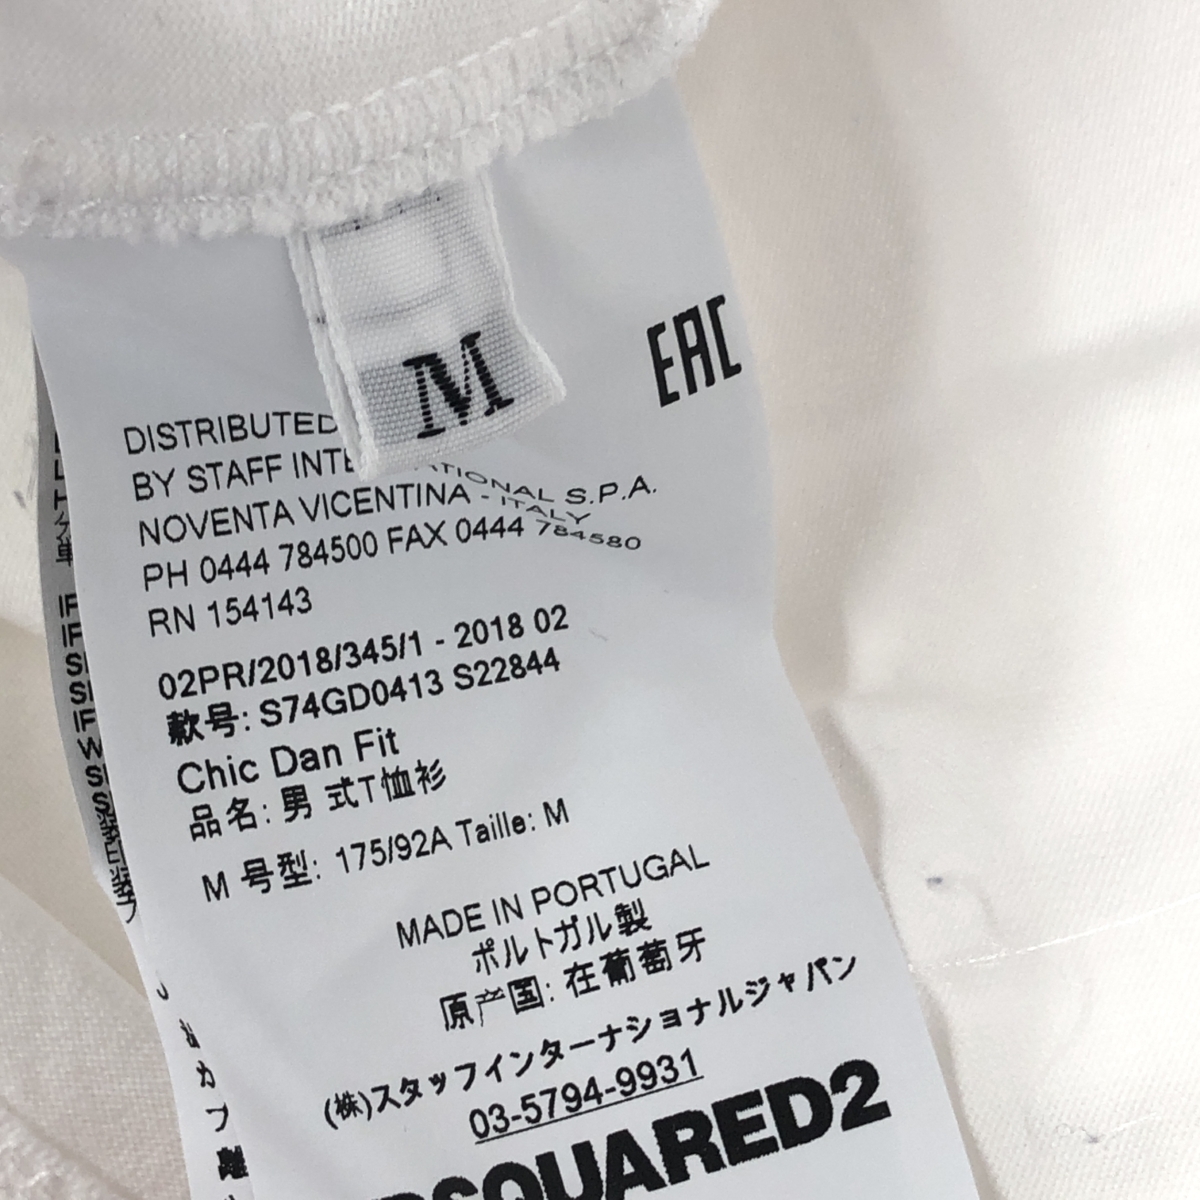 M
EAC
DISTRIBUTED
BY STAFF INTE ATIONAL S.P.A.
NOVENTA VICENTINA - ITALY
PH 0444 784500 FAX 0444 784580
RN 154143
02PR/2018/345/1 - 2018 02
款号: S74GD0413 S22844
Chic Dan Fit
品名: 男 式T恤衫
M 号型: 175/92A Taille: M
MADE IN PORTUGAL
ポルトガル製
原产国: 在葡萄牙
(株)スタッフインターナショナルジャパン
03-5794-9931
DSQUARED2